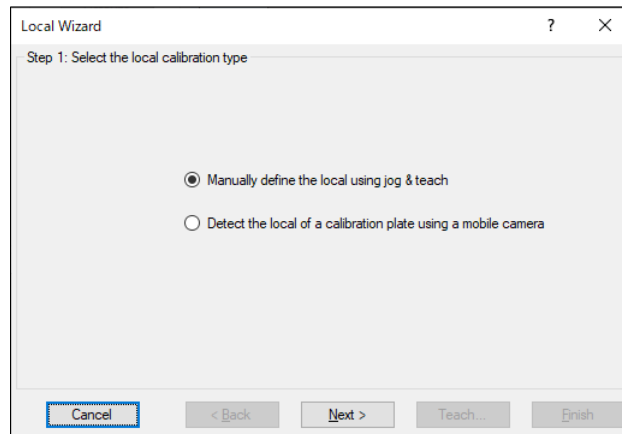 Local Wizard
?
Step 1: Select the local calibration type
Manually define the local using jog & teach
Detect the local of a calibration plate using a mobile camera
Cancel
< Back
Next >
Teach...
Finish